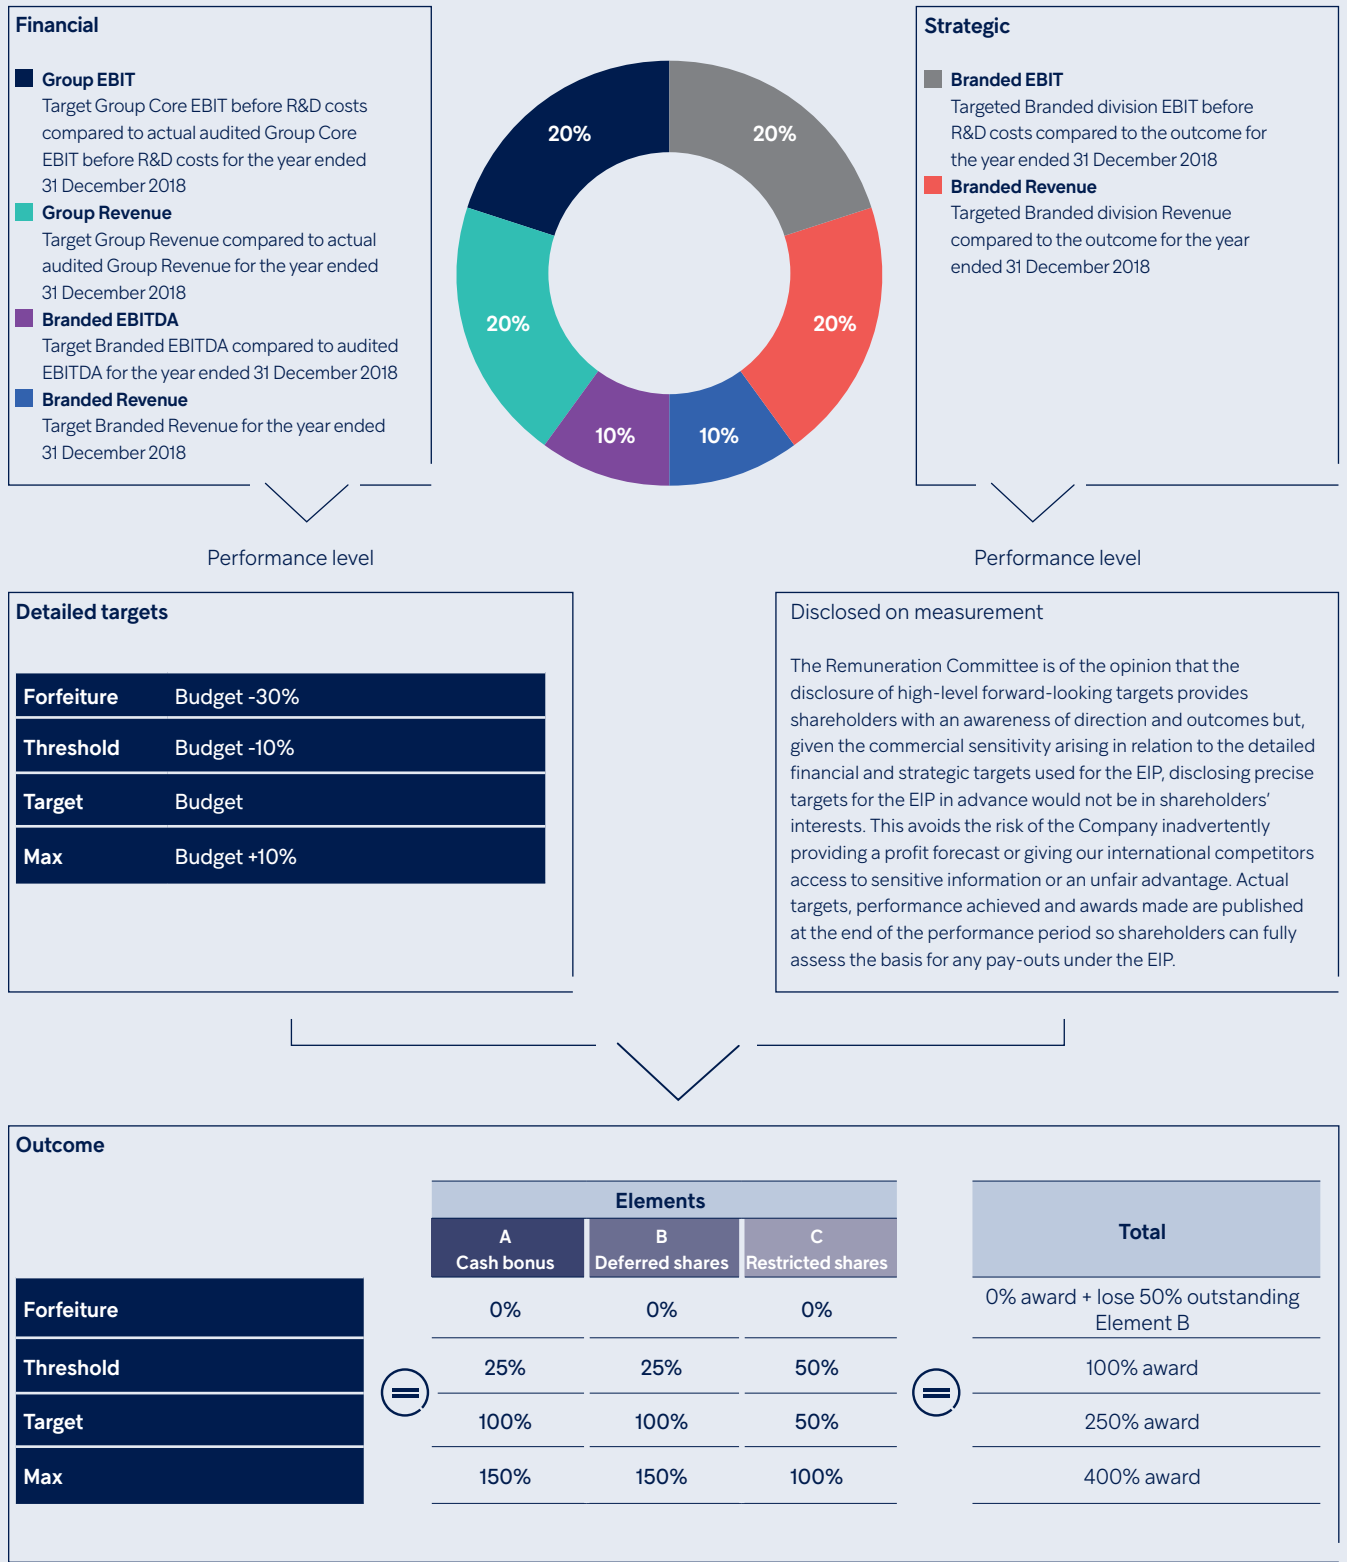 Financial
Group EBIT
Target Group Core EBIT before R&D costs
compared to actual audited Group Core
EBIT before R&D costs for the year ended
31 December 2018
Group Revenue
Target Group Revenue compared to actual
audited Group Revenue for the year ended
31 December 2018
Branded EBITDA
Target Branded EBITDA compared to audited
EBITDA for the year ended 31 December 2018
Branded Revenue
Target Branded Revenue for the year ended
31 December 2018
20%
20%
20%
20%
10%
10%
Strategic
Branded EBIT
Targeted Branded division EBIT before
R&D costs compared to the outcome for
the year ended 31 December 2018
Branded Revenue
Targeted Branded division Revenue
compared to the outcome for the year
ended 31 December 2018
Performance level
Performance level
Detailed targets
Forfeiture Budget -30%
Threshold Budget -10%
Target Budget
Max Budget +10%
Disclosed on measurement
The Remuneration Committee is of the opinion that the
disclosure of high-level forward-looking targets provides
shareholders with an awareness of direction and outcomes but,
given the commercial sensitivity arising in relation to the detailed
financial and strategic targets used for the EIP, disclosing precise
targets for the EIP in advance would not be in shareholders'
interests. This avoids the risk of the Company inadvertently
providing a profit forecast or giving our international competitors
access to sensitive information or an unfair advantage. Actual
targets, performance achieved and awards made are published
at the end of the performance period so shareholders can fully
assess the basis for any pay-outs under the EIP.
Outcome
Elements
A B C
Cash bonus Deferred shares Restricted shares
Total
Forfeiture 0% 0% 0% 0% award + lose 50% outstanding
Element B
Threshold 25% 25% 50% 100% award
Target 100% 100% 50% 250% award
Max 150% 150% 100% 400% award